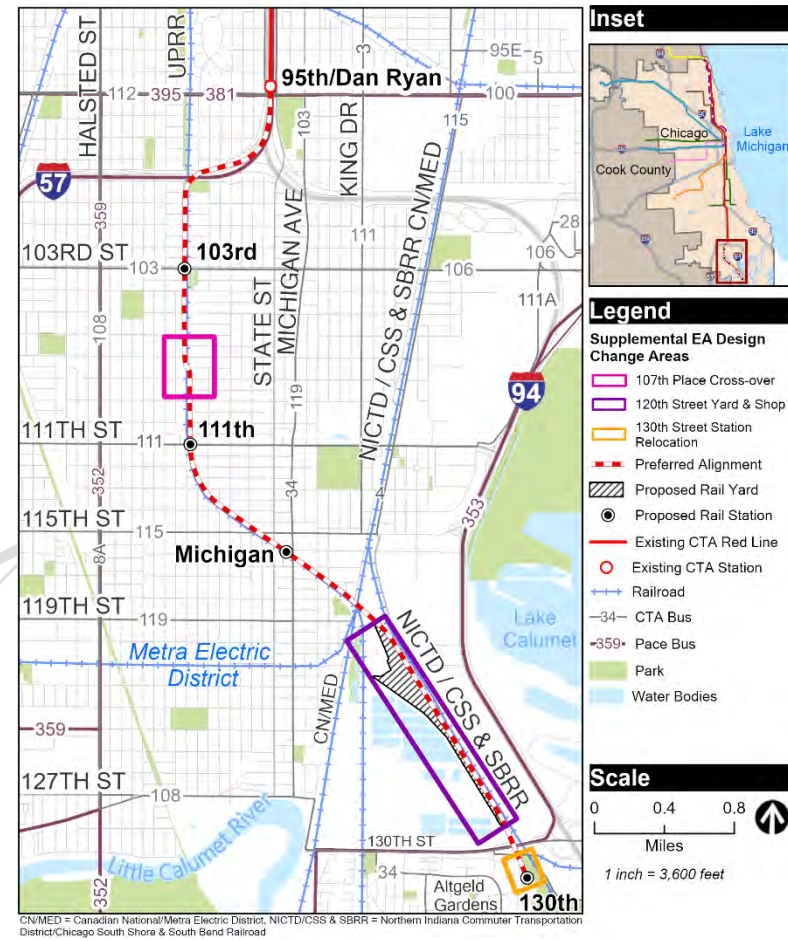 HALSTED ST
UPRR
3
95E
5
95th/Dan Ryan
112
395
381
100
103
KING DR
115
NICTD / CSS & SBRR CN/MED
57
359
111
28
103RD ST
103
103rd
106
106
STATE ST
MICHIGAN AVE
111A
108
119
94
111TH ST
111
111th
352
34
4
353
115TH ST
115
8A
Michigan
119TH ST
119
NICTD / CSS & SBRR
Lake
Calumet
Metra Electric
District
CN/MED
359
127TH ST
108
Little Calumet River
130TH ST
34
352
Altgeld
Gardens
130th
CN/MED = Canadian National/Metra Electric District, NICTD/CSS & SBRR = Northern Indiana Commuter Transportation
District/Chicago South Shore & South Bend Railroad
Inset
Chicago
Lake
Michigan
Cook County
Legend
Supplemental EA Design
Change Areas
107th Place Cross-over
120th Street Yard & Shop
130th Street Station
Relocation
Preferred Alignment
Proposed Rail Yard
Proposed Rail Station
Existing CTA Red Line
Existing CTA Station
Railroad
34 CTA Bus
359 Pace Bus
Park
Water Bodies
Scale
0 0.4 0.8
Miles
1 inch = 3,600 feet